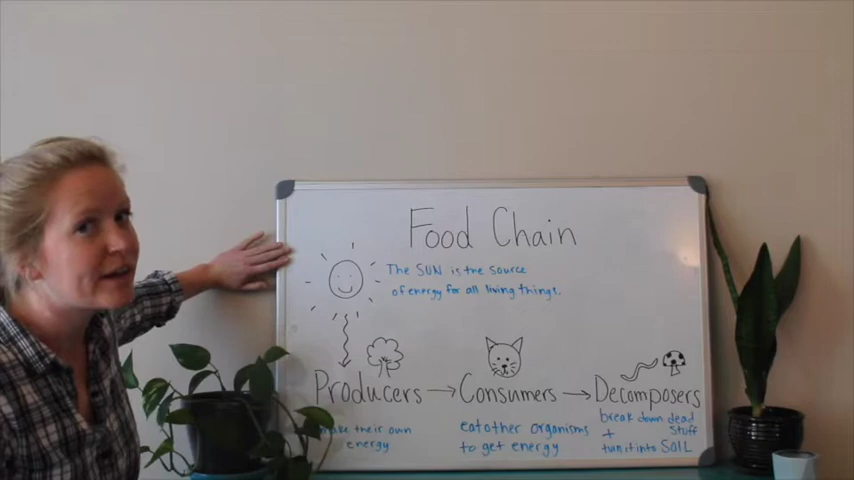 Food Chain
The SUN is the source
of energy for all living things.
Producers → Consumers → Decomposers
make their own
energy
eat other organisms
to get energy
break down dead
stuff
+
turn it into SOIL